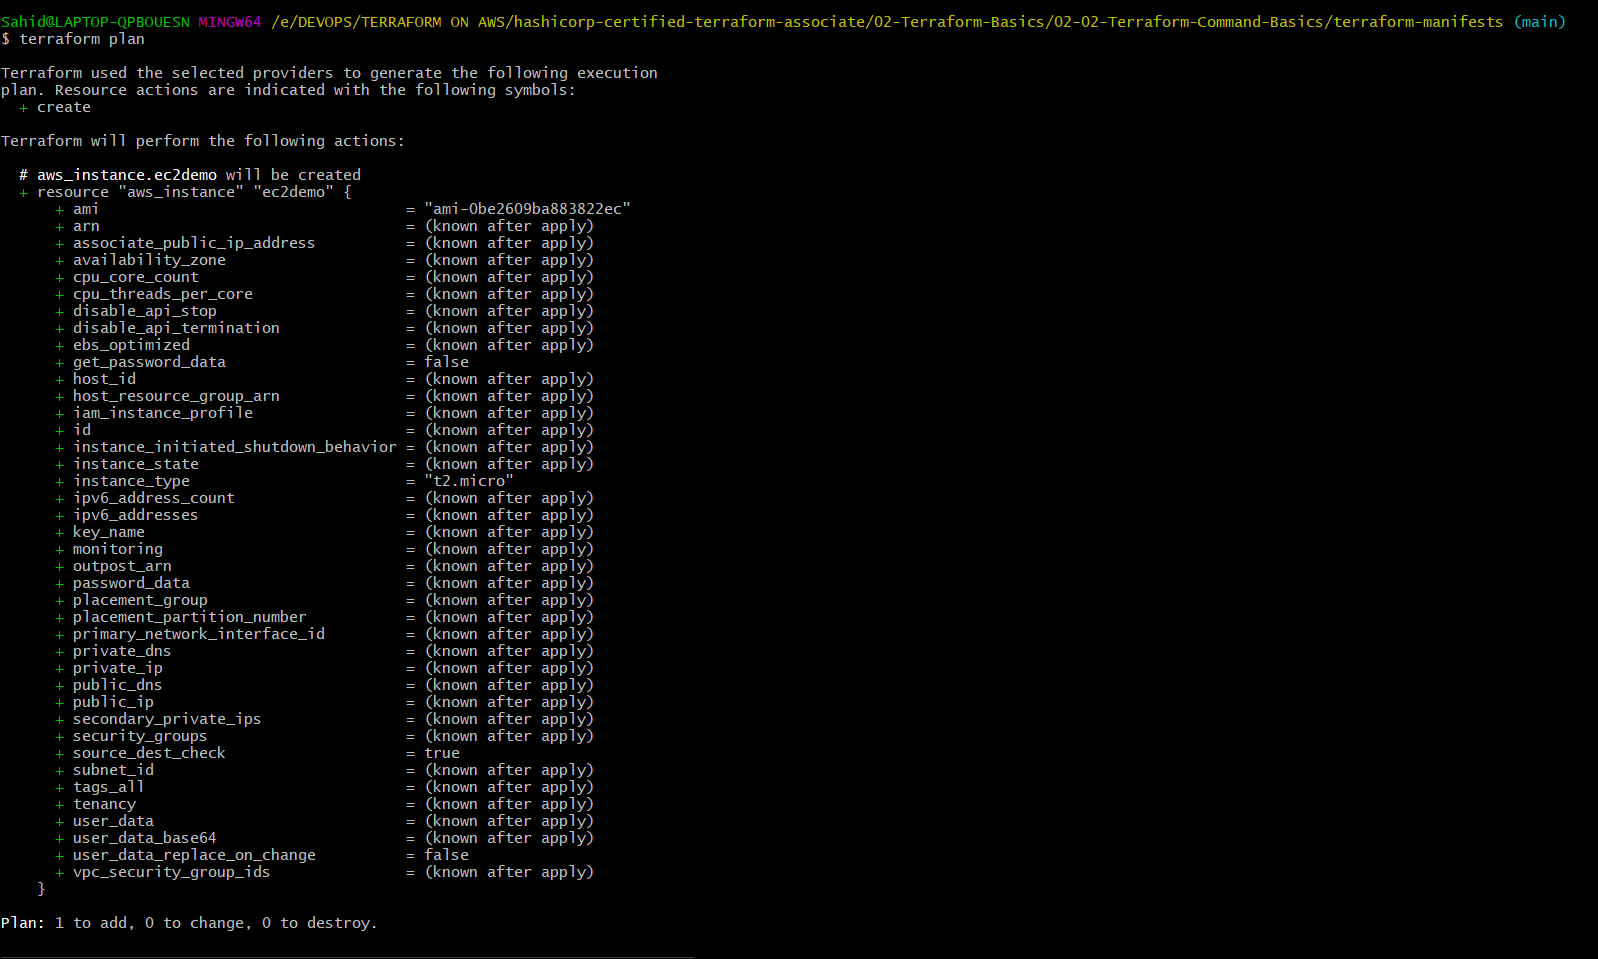 Sahid@LAPTOP-QPBOUESN MINGW64 /e/DEVOPS/TERRAFORM ON AWS/hashicorp-certified-terraform-associate/02-Terraform-Basics/02-02-Terraform-Command-Basics/terraform-manifests (main)
$ terraform plan
Terraform used the selected providers to generate the following execution
plan. Resource actions are indicated with the following symbols:
+ create
Terraform will perform the following actions:
# aws_instance.ec2demo will be created
+ resource "aws_instance" "ec2demo" {
+ ami = "ami-0be2609ba883822ec"
+ arn = (known after apply)
+ associate_public_ip_address = (known after apply)
+ availability_zone = (known after apply)
+ cpu_core_count = (known after apply)
+ cpu_threads_per_core = (known after apply)
+ disable_api_stop = (known after apply)
+ disable_api_termination = (known after apply)
+ ebs_optimized = (known after apply)
+ get_password_data = false
+ host_id = (known after apply)
+ host_resource_group_arn = (known after apply)
+ iam_instance_profile = (known after apply)
+ id = (known after apply)
+ instance_initiated_shutdown_behavior = (known after apply)
+ instance_state = (known after apply)
+ instance_type = "t2.micro"
+ ipv6_address_count = (known after apply)
+ ipv6_addresses = (known after apply)
+ key_name = (known after apply)
+ monitoring = (known after apply)
+ outpost_arn = (known after apply)
+ password_data = (known after apply)
+ placement_group = (known after apply)
+ placement_partition_number = (known after apply)
+ primary_network_interface_id = (known after apply)
+ private_dns = (known after apply)
+ private_ip = (known after apply)
+ public_dns = (known after apply)
+ public_ip = (known after apply)
+ secondary_private_ips = (known after apply)
+ security_groups = (known after apply)
+ source_dest_check = true
+ subnet_id = (known after apply)
+ tags_all = (known after apply)
+ tenancy = (known after apply)
+ user_data = (known after apply)
+ user_data_base64 = (known after apply)
+ user_data_replace_on_change = false
+ vpc_security_group_ids = (known after apply)
}
Plan: 1 to add, 0 to change, 0 to destroy.